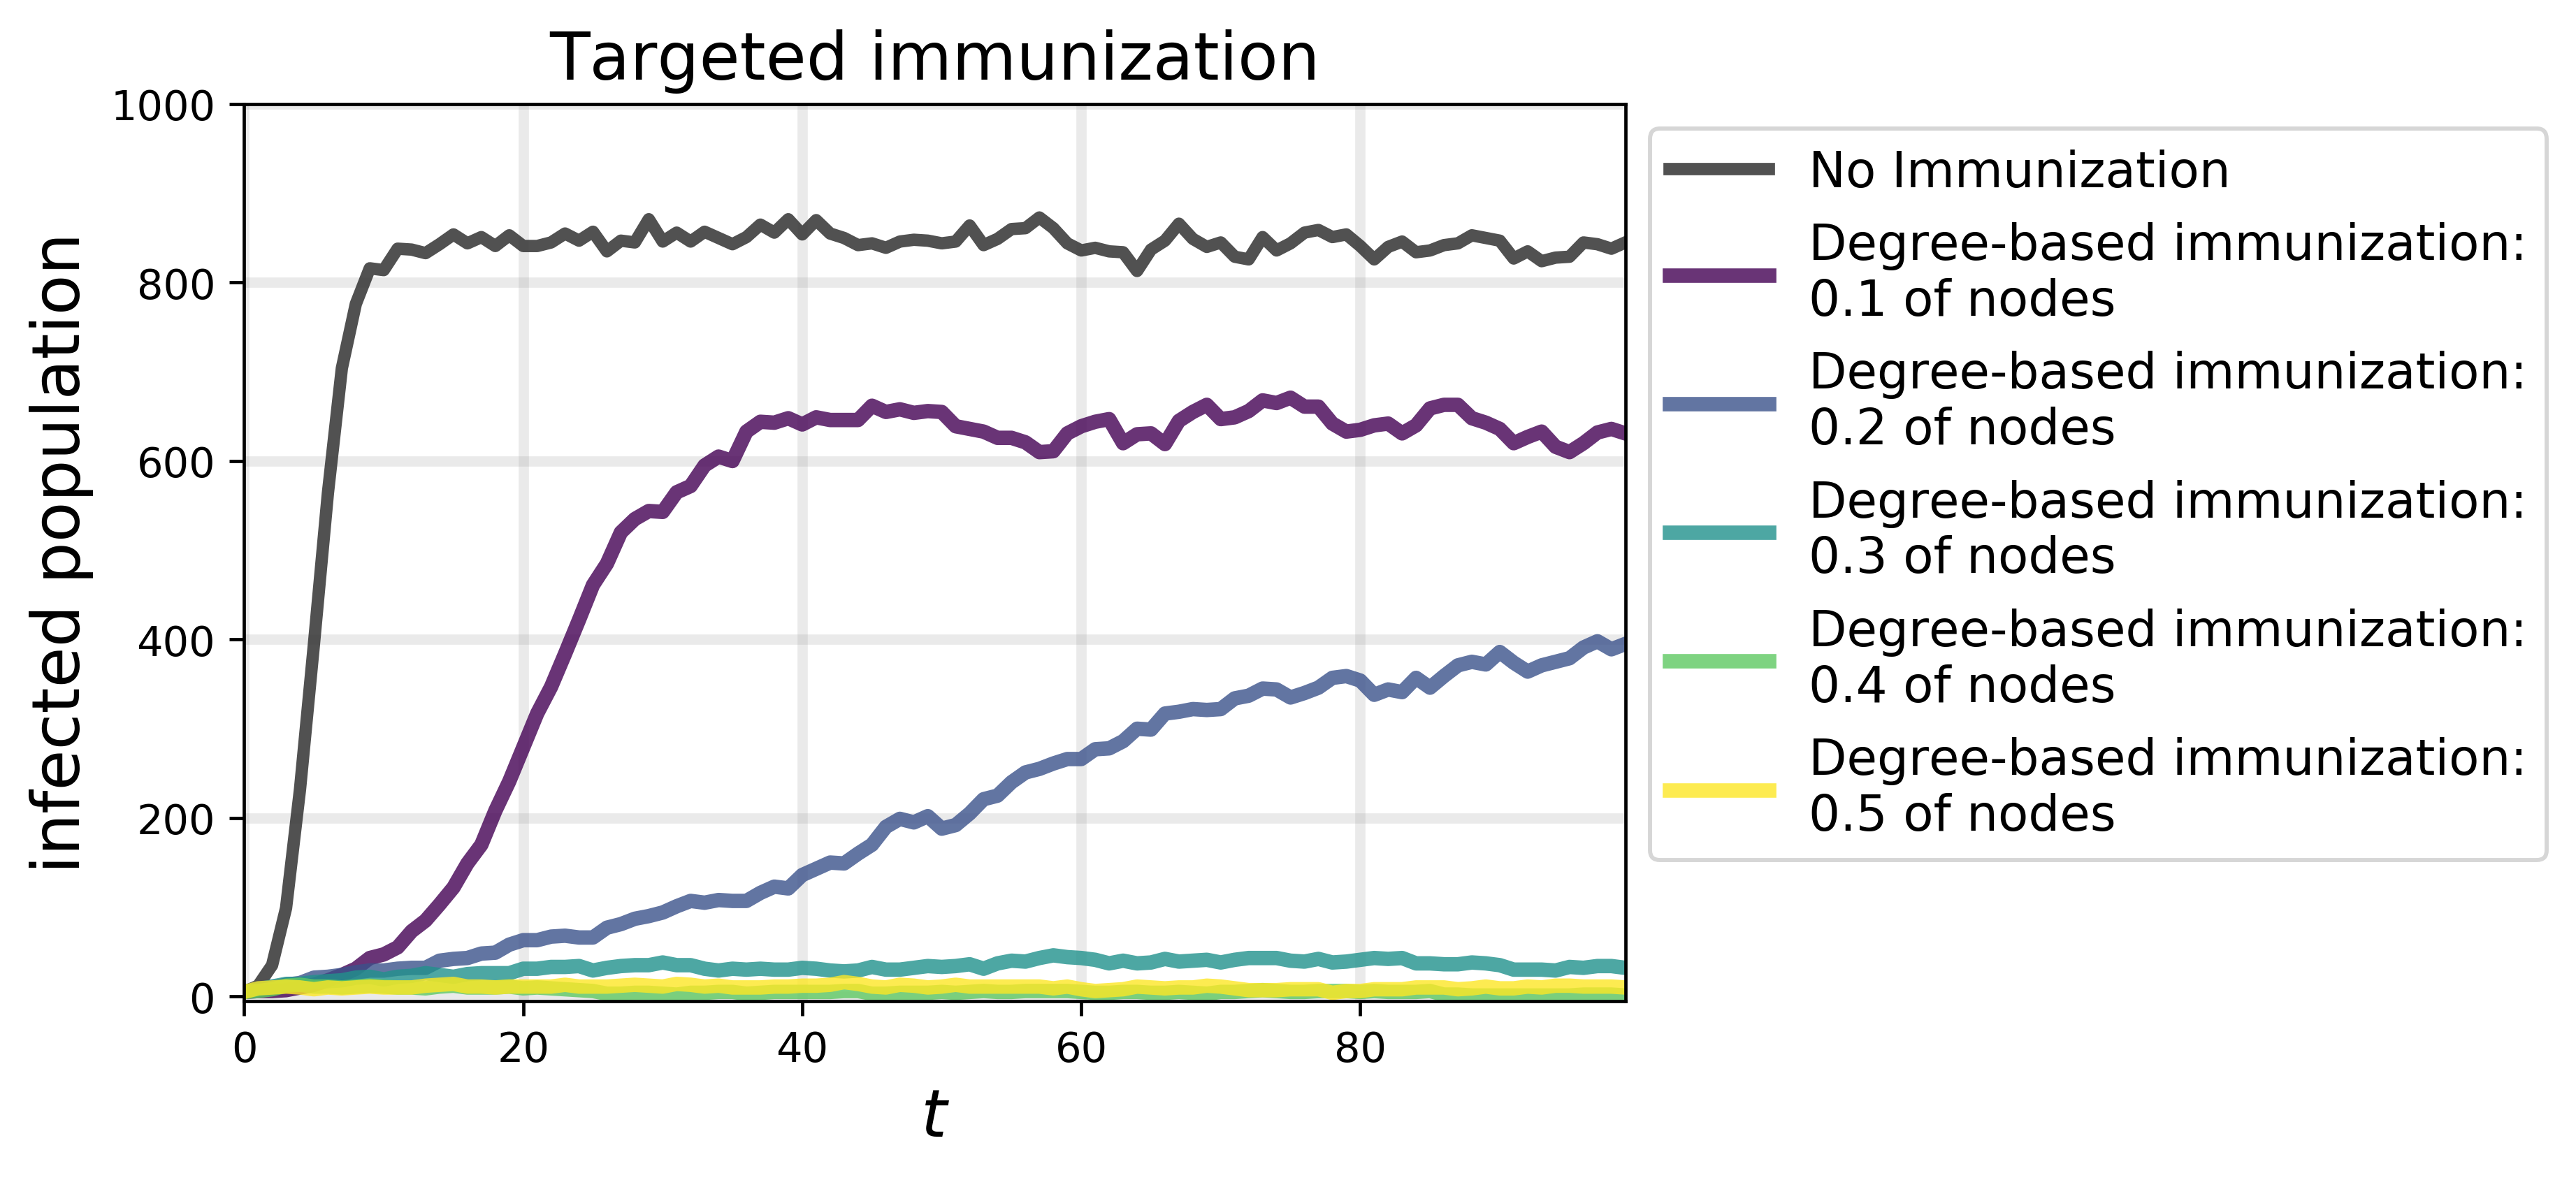 Targeted immunization
infected population
1000
800
600
400
200
0
0 20 40 60 80
t
No Immunization
Degree-based immunization:
0.1 of nodes
Degree-based immunization:
0.2 of nodes
Degree-based immunization:
0.3 of nodes
Degree-based immunization:
0.4 of nodes
Degree-based immunization:
0.5 of nodes